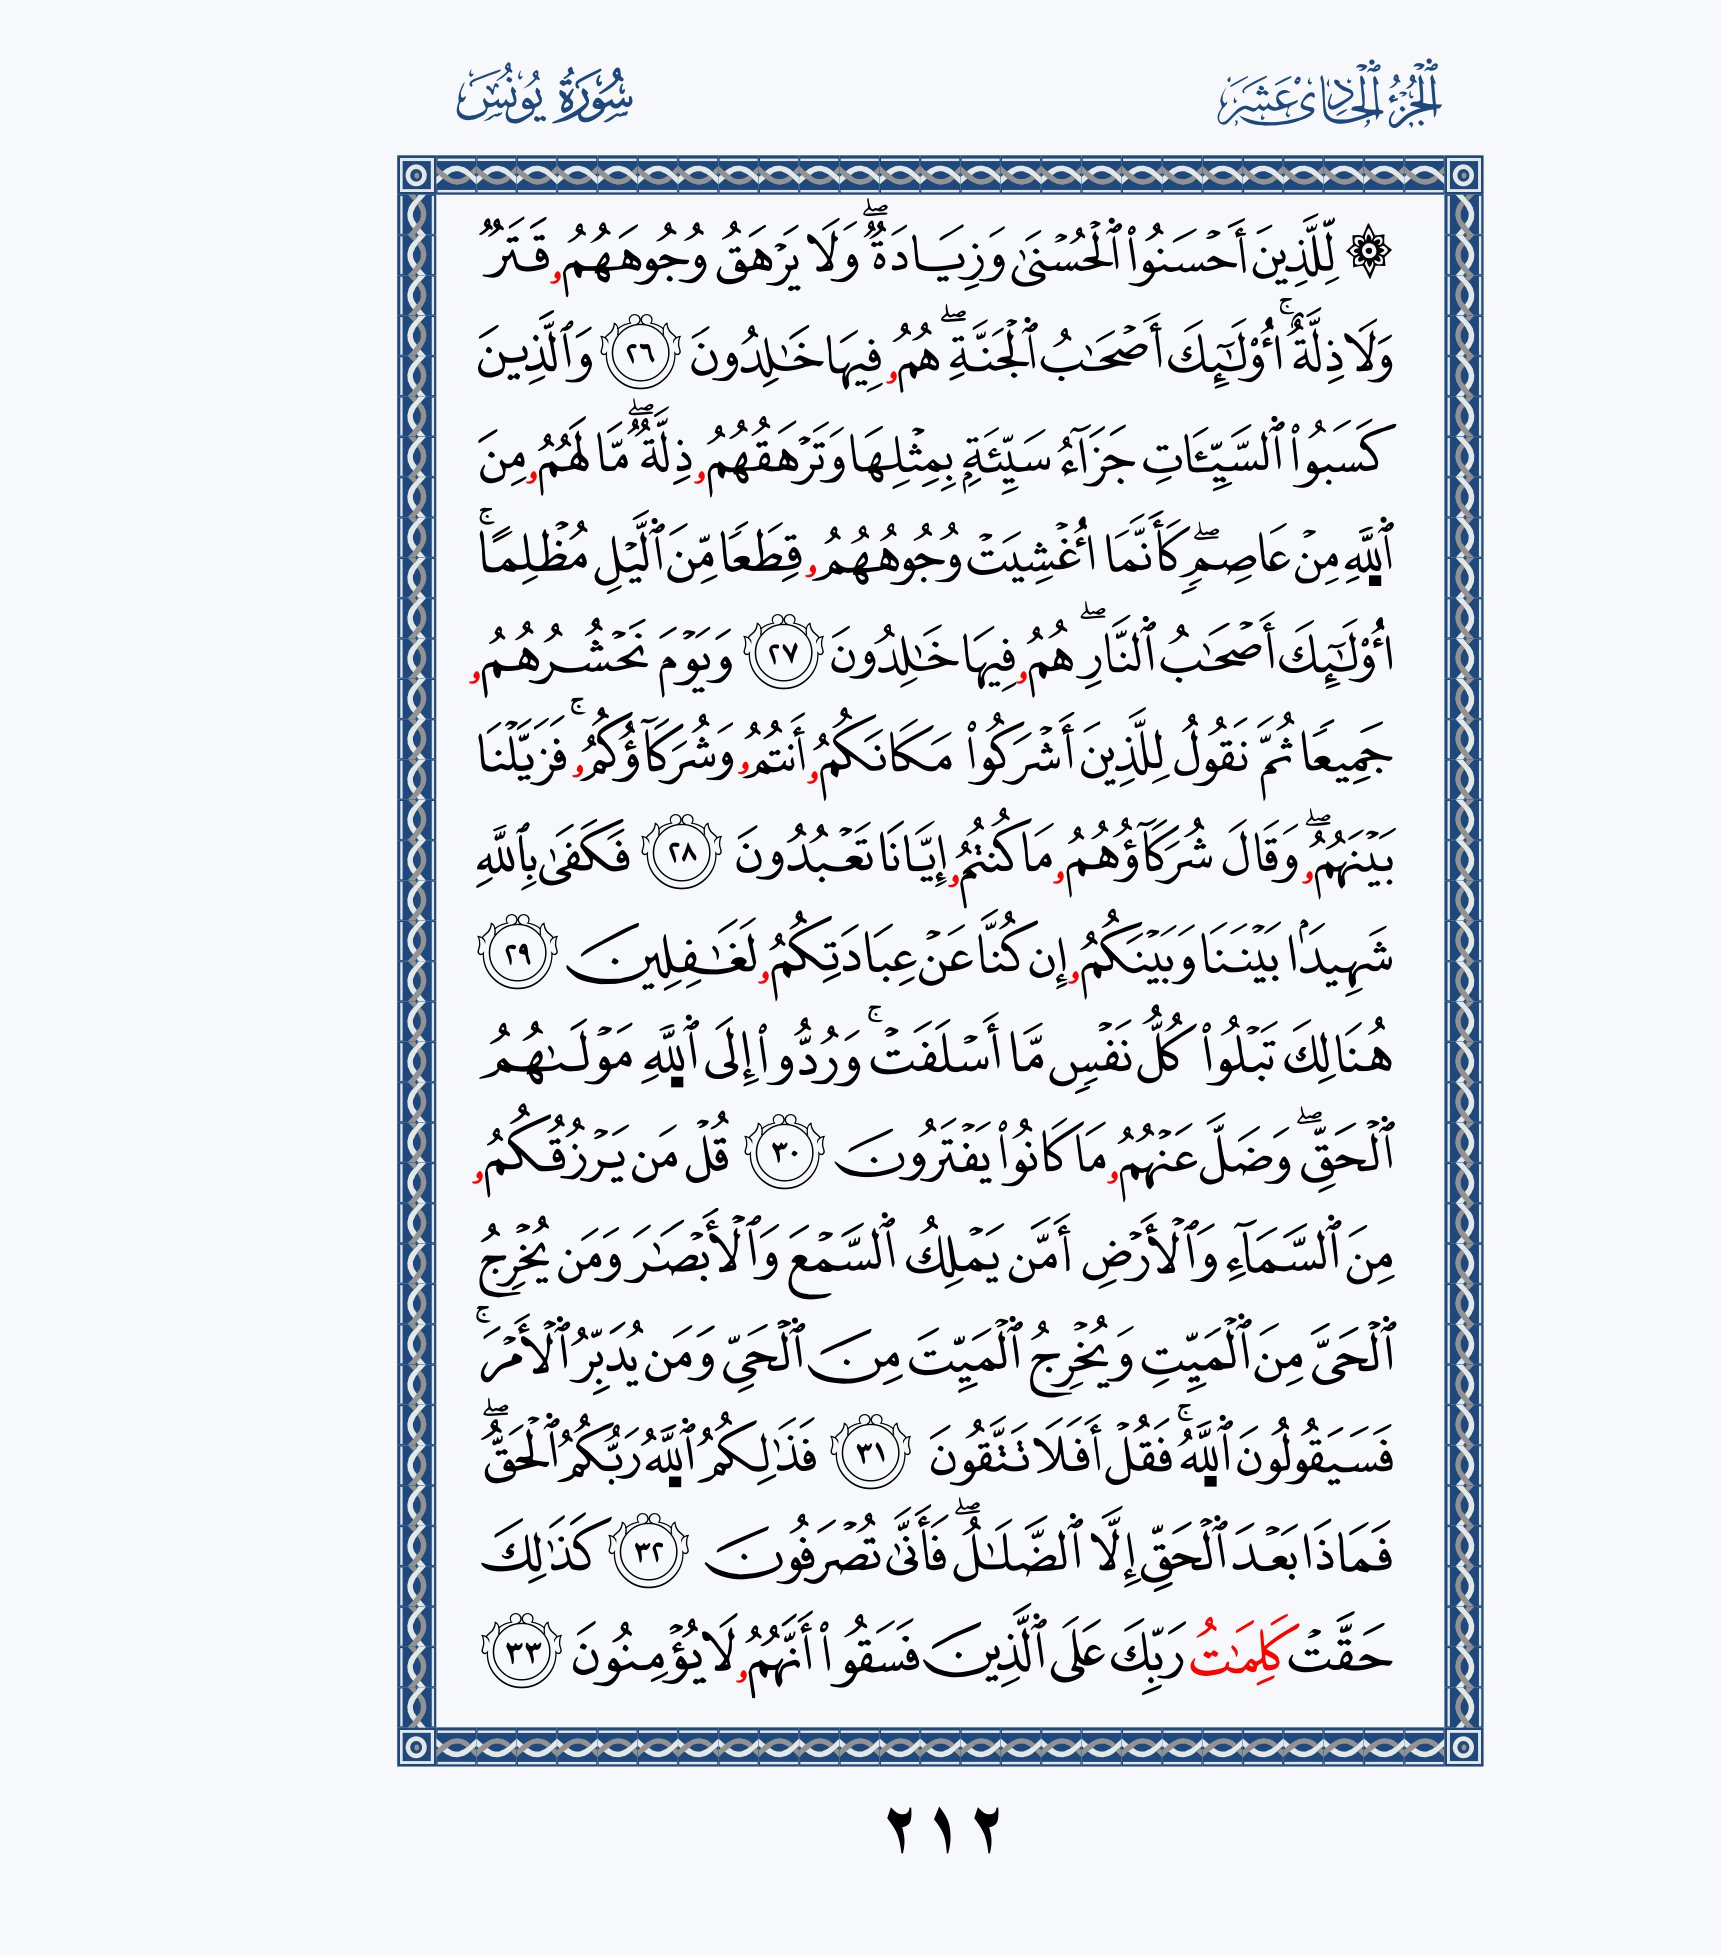 ٱلْجُزْءُ ٱلْحَادِي عَشَرَ
سُورَةُ يُونُسَ
۞ لِّلَّذِينَ أَحۡسَنُواْ ٱلۡحُسۡنَىٰ وَزِيَادَةٞۖ وَلَا يَرۡهَقُ وُجُوهَهُمُۥ قَتَرٞ
وَلَا ذِلَّةٌۚ أُوْلَٰٓئِكَ أَصۡحَٰبُ ٱلۡجَنَّةِۖ هُمُۥ فِيهَا خَٰلِدُونَ ٢٦ وَٱلَّذِينَ
كَسَبُواْ ٱلسَّيِّـَٔاتِ جَزَآءُ سَيِّئَةِۭ بِمِثۡلِهَا وَتَرۡهَقُهُمُۥ ذِلَّةٞۖ مَّا لَهُمُۥ مِنَ
ٱللَّهِ مِنۡ عَاصِمٖۖ كَأَنَّمَا أُغۡشِيَتۡ وُجُوهُهُمُۥ قِطَعٗا مِّنَ ٱلَّيۡلِ مُظۡلِمًاۚ
أُوْلَٰٓئِكَ أَصۡحَٰبُ ٱلنَّارِۖ هُمُۥ فِيهَا خَٰلِدُونَ ٢٧ وَيَوۡمَ نَحۡشُرُهُمُۥ
جَمِيعٗا ثُمَّ نَقُولُ لِلَّذِينَ أَشۡرَكُواْ مَكَانَكُمُۥ أَنتُمُۥ وَشُرَكَآؤُكُمُۥۚ فَزَيَّلۡنَا
بَيۡنَهُمُۥۖ وَقَالَ شُرَكَآؤُهُمُۥ مَا كُنتُمُۥ إِيَّانَا تَعۡبُدُونَ ٢٨ فَكَفَىٰ بِٱللَّهِ
شَهِيدَۢا بَيۡنَنَا وَبَيۡنَكُمُۥ إِن كُنَّا عَنۡ عِبَادَتِكُمُۥ لَغَٰفِلِينَ ٢٩
هُنَالِكَ تَبۡلُواْ كُلُّ نَفۡسٖ مَّا أَسۡلَفَتۡۚ وَرُدُّواْ إِلَى ٱللَّهِ مَوۡلَىٰهُمُ
ٱلۡحَقِّۖ وَضَلَّ عَنۡهُمُۥ مَا كَانُواْ يَفۡتَرُونَ ٣٠ قُلۡ مَن يَرۡزُقُكُمُۥ
مِنَ ٱلسَّمَآءِ وَٱلۡأَرۡضِ أَمَّن يَمۡلِكُ ٱلسَّمۡعَ وَٱلۡأَبۡصَٰرَ وَمَن يُخۡرِجُ
ٱلۡحَيَّ مِنَ ٱلۡمَيِّتِ وَيُخۡرِجُ ٱلۡمَيِّتَ مِنَ ٱلۡحَيِّ وَمَن يُدَبِّرُ ٱلۡأَمۡرَۚ
فَسَيَقُولُونَ ٱللَّهُۚ فَقُلۡ أَفَلَا تَتَّقُونَ ٣١ فَذَٰلِكُمُ ٱللَّهُ رَبُّكُمُ ٱلۡحَقُّۖ
فَمَاذَا بَعۡدَ ٱلۡحَقِّ إِلَّا ٱلضَّلَٰلُۖ فَأَنَّىٰ تُصۡرَفُونَ ٣٢ كَذَٰلِكَ
حَقَّتۡ كَلِمَٰتُ رَبِّكَ عَلَى ٱلَّذِينَ فَسَقُواْ أَنَّهُمُۥ لَا يُؤۡمِنُونَ ٣٣
٢١٢